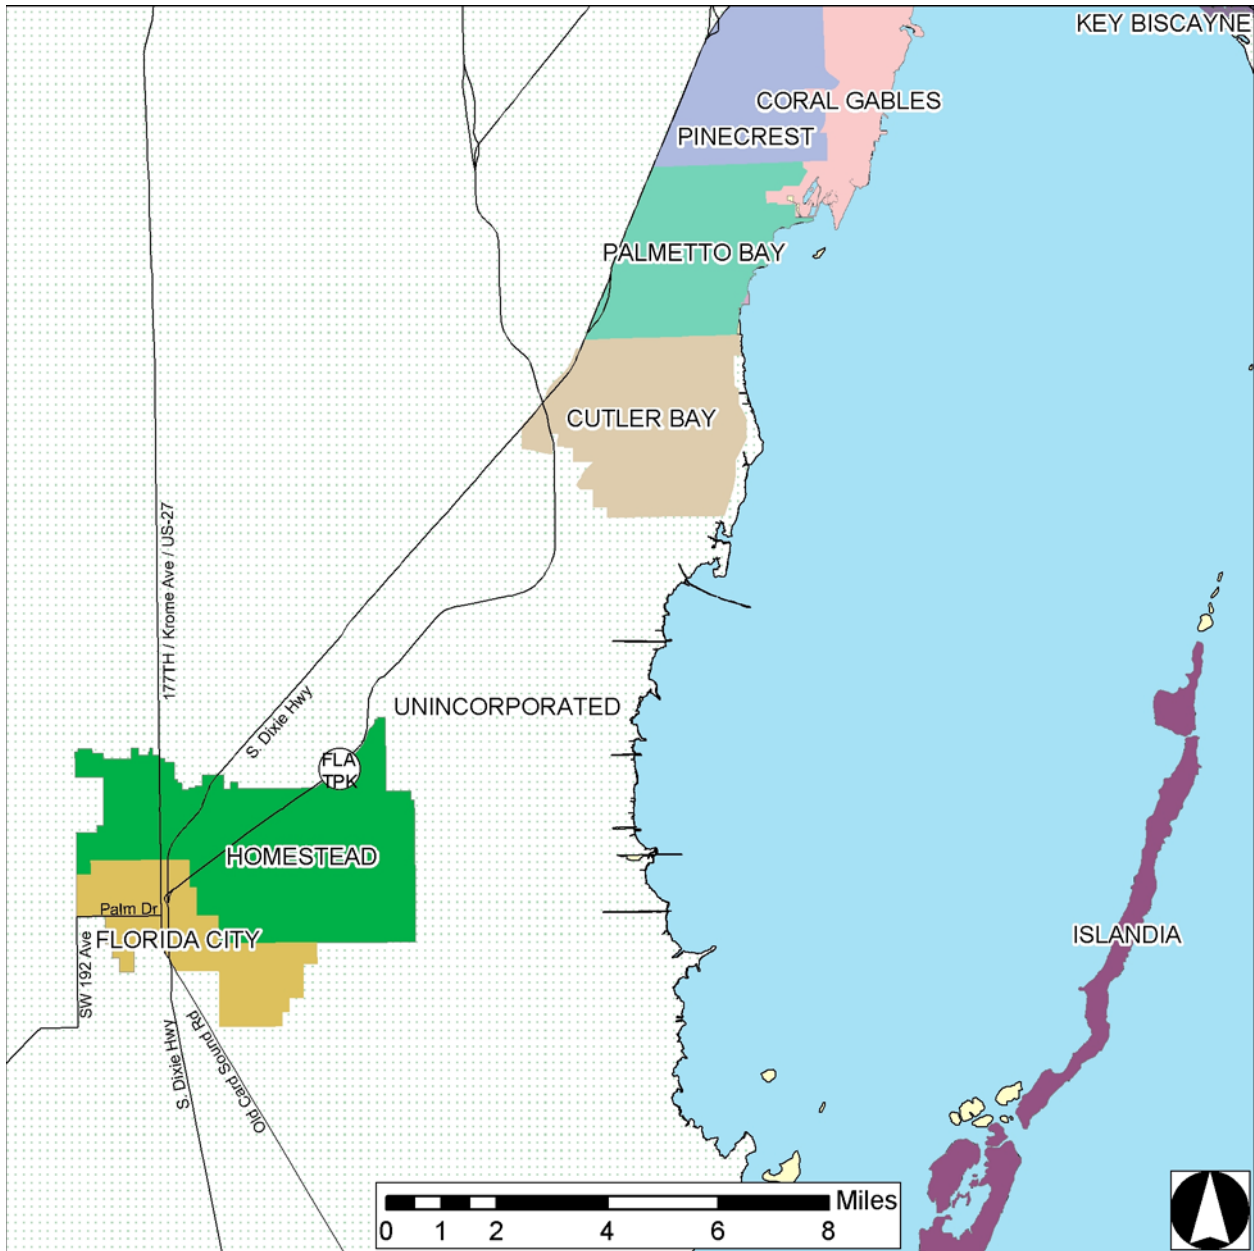 KEY BISCAYNE
CORAL GABLES
PINECREST
PALMETTO BAY
CUTLER BAY
177TH / Krome Ave / US-27
S. Dixie Hwy
UNINCORPORATED
FLA
TPK
HOMESTEAD
Palm Dr
FLORIDA CITY
ISLANDIA
SW 192 Ave
S. Dixie Hwy
Old Card Sound Rd
Miles
0 1 2 4 6 8